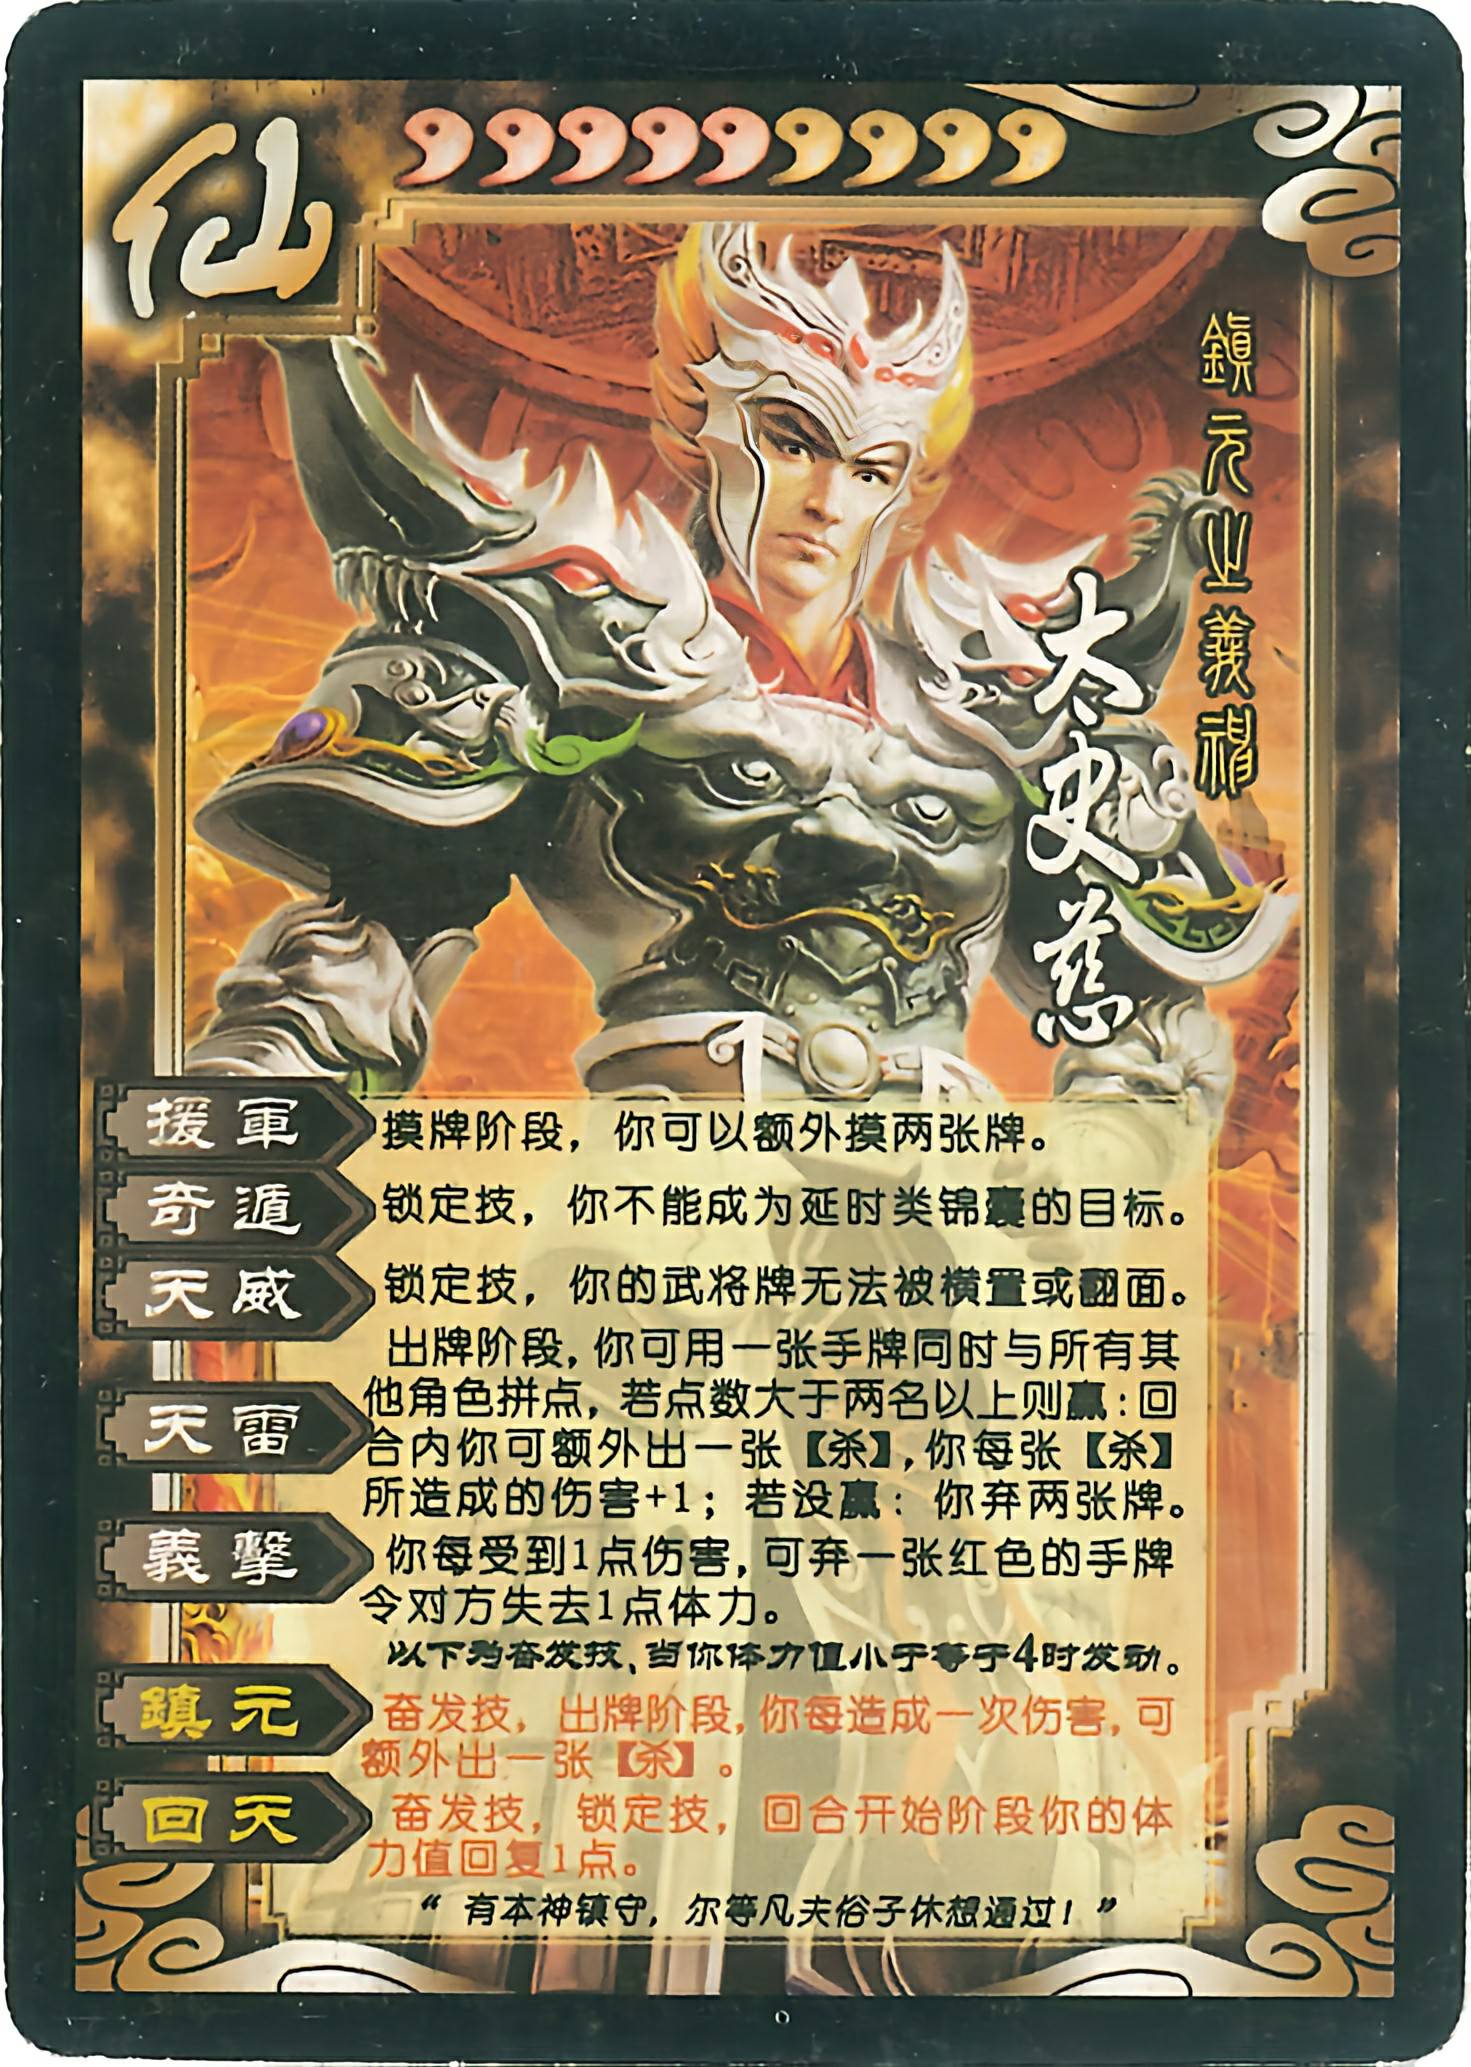 仙
鎮元之義神
太史慈
援軍
摸牌阶段，你可以额外摸两张牌。
奇遁
锁定技，你不能成为延时类锦囊的目标。
天威
锁定技，你的武将牌无法被横置或翻面。
天雷
出牌阶段，你可用一张手牌同时与所有其
他角色拼点，若点数大于两名以上则赢：回
合内你可额外出一张【杀】，你每张【杀】
所造成的伤害+1；若没赢：你弃两张牌。
義擊
你每受到1点伤害，可弃一张红色的手牌
令对方失去1点体力。
以下为奋发技、当你体力值小于等于4时发动。
鎮元
奋发技，出牌阶段，你每造成一次伤害，可
额外出一张【杀】。
回天
奋发技，锁定技，回合开始阶段你的体
力值回复1点。
“有本神镇守，尔等凡夫俗子休想通过！”